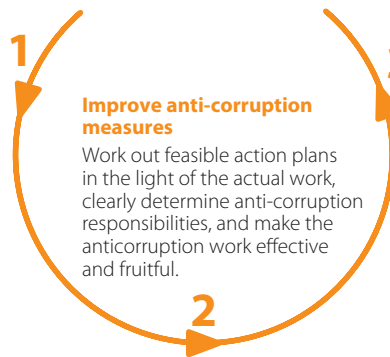 1
Improve anti-corruption
measures
Work out feasible action plans
in the light of the actual work,
clearly determine anti-corruption
responsibilities, and make the
anticorruption work effective
and fruitful.
2